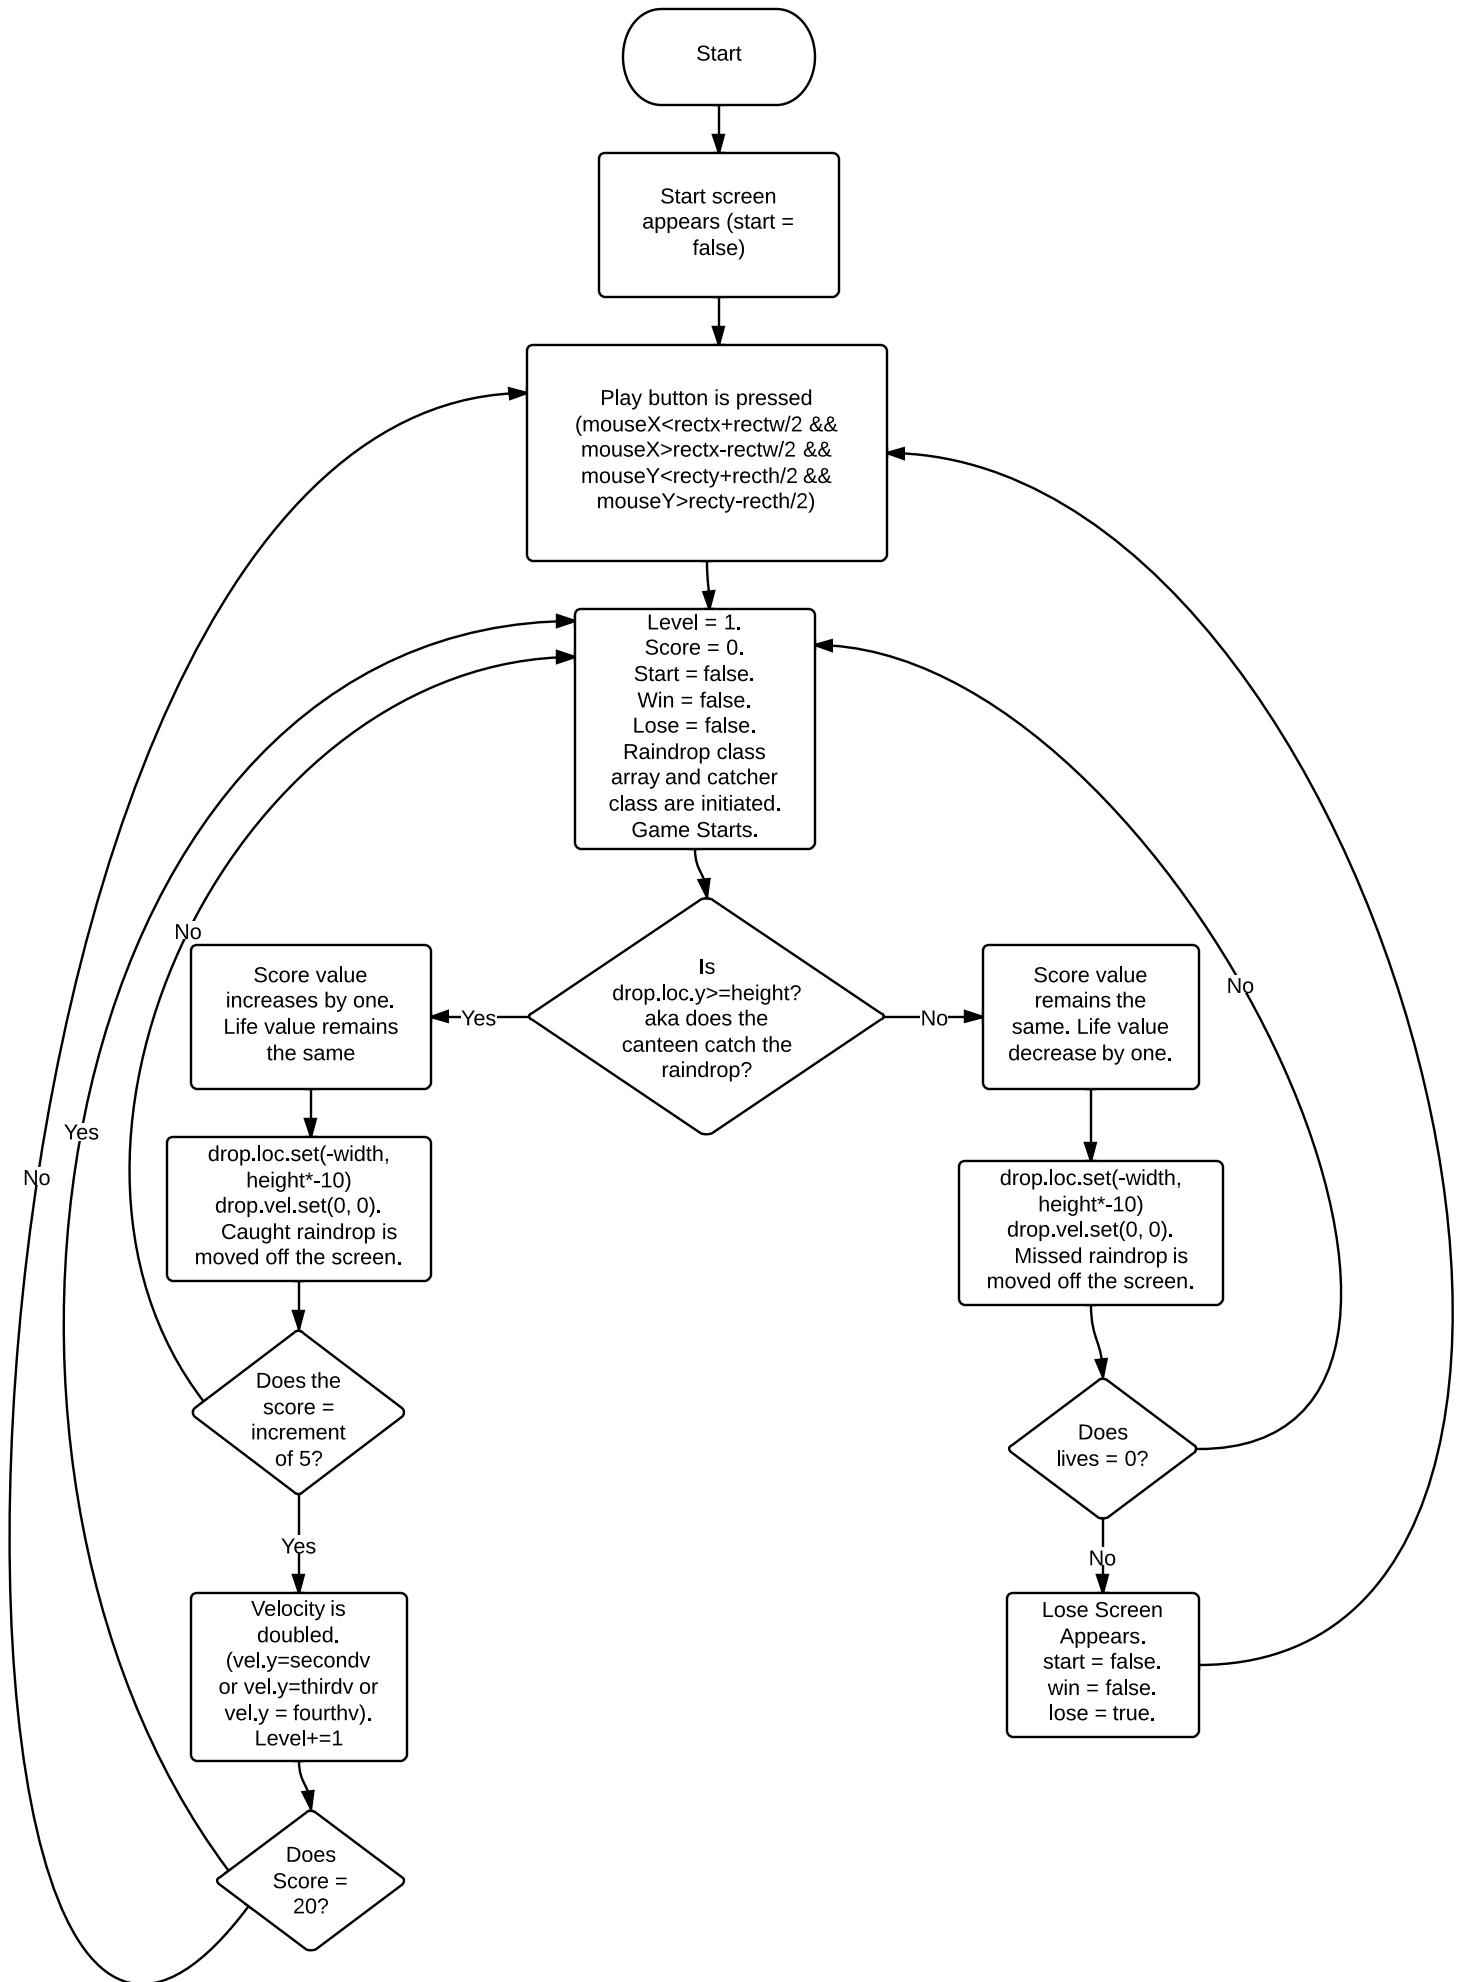 Start
Start screen
appears (start =
false)
Play button is pressed
(mouseX<rectx+rectw/2 &&
mouseX>rectx-rectw/2 &&
mouseY<recty+recth/2 &&
mouseY>recty-recth/2)
Level = 1.
Score = 0.
Start = false.
Win = false.
Lose = false.
Raindrop class
array and catcher
class are initiated.
Game Starts.
Is
drop.loc.y>=height?
aka does the
canteen catch the
raindrop?
Yes
No
Score value
increases by one.
Life value remains
the same
drop.loc.set(-width,
height*-10)
drop.vel.set(0, 0).
Caught raindrop is
moved off the screen.
Does the
score =
increment
of 5?
No
Yes
Velocity is
doubled.
(vel.y=secondv
or vel.y=thirdv or
vel.y = fourthv).
Level+=1
Does
Score =
20?
Yes
No
Score value
remains the
same. Life value
decrease by one.
drop.loc.set(-width,
height*-10)
drop.vel.set(0, 0).
Missed raindrop is
moved off the screen.
Does
lives = 0?
No
No
Lose Screen
Appears.
start = false.
win = false.
lose = true.